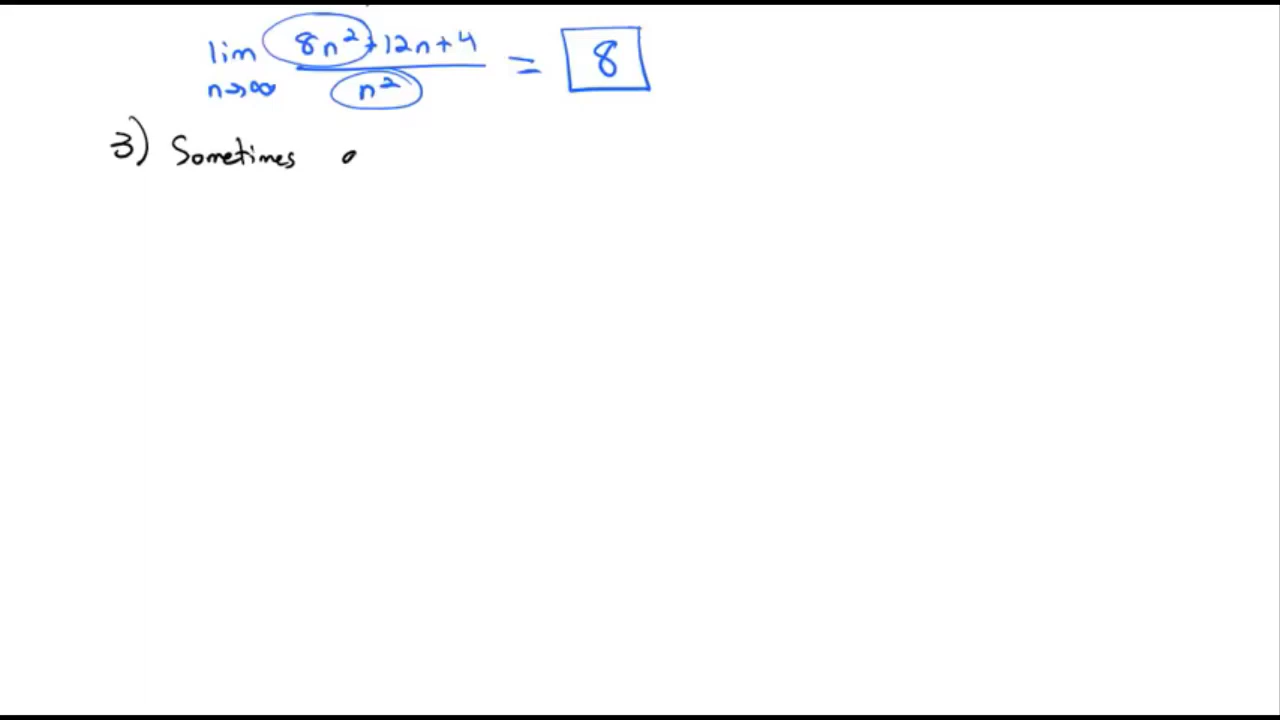 lim n→∞ (8n²+12n+4)/n² = 8
3) Sometimes